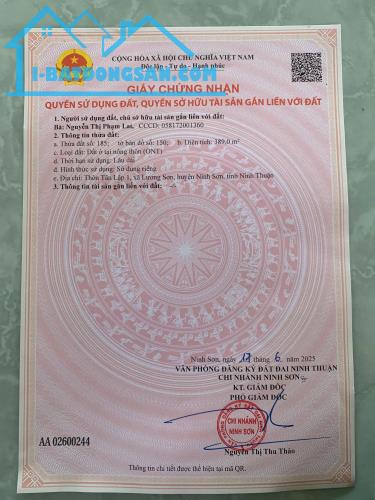 I-BATDONGSAN.COM
CỘNG HÒA XÃ HỘI CHỦ NGHĨA VIỆT NAM
Độc lập - Tự do - Hạnh phúc
GIẤY CHỨNG NHẬN
QUYỀN SỬ DỤNG ĐẤT, QUYỀN SỞ HỮU TÀI SẢN GẮN LIỀN VỚI ĐẤT
1. Người sử dụng đất, chủ sở hữu tài sản gắn liền với đất:
Bà: Nguyễn Thị Phạm Lai, CCCD: 058172001360
2. Thông tin thửa đất:
a. Thửa đất số: 185; tờ bản đồ số: 150; b. Diện tích: 389,0 m²
c. Loại đất: Đất ở tại nông thôn (ONT)
d. Thời hạn sử dụng: Lâu dài
đ. Hình thức sử dụng: Sử dụng riêng
e. Địa chỉ: Thôn Tân Lập 1, xã Lương Sơn, huyện Ninh Sơn, tỉnh Ninh Thuận
3. Thông tin tài sản gắn liền với đất: -/-
Ninh Sơn, ngày 17 tháng 6 năm 2025
VĂN PHÒNG ĐĂNG KÝ ĐẤT ĐAI NINH THUẬN
CHI NHÁNH NINH SƠN
KT. GIÁM ĐỐC
PHÓ GIÁM ĐỐC
CHI NHÁNH
NINH SƠN
AA 02600244
Nguyễn Thị Thu Thảo
Thông tin chi tiết được thể hiện tại mã QR.